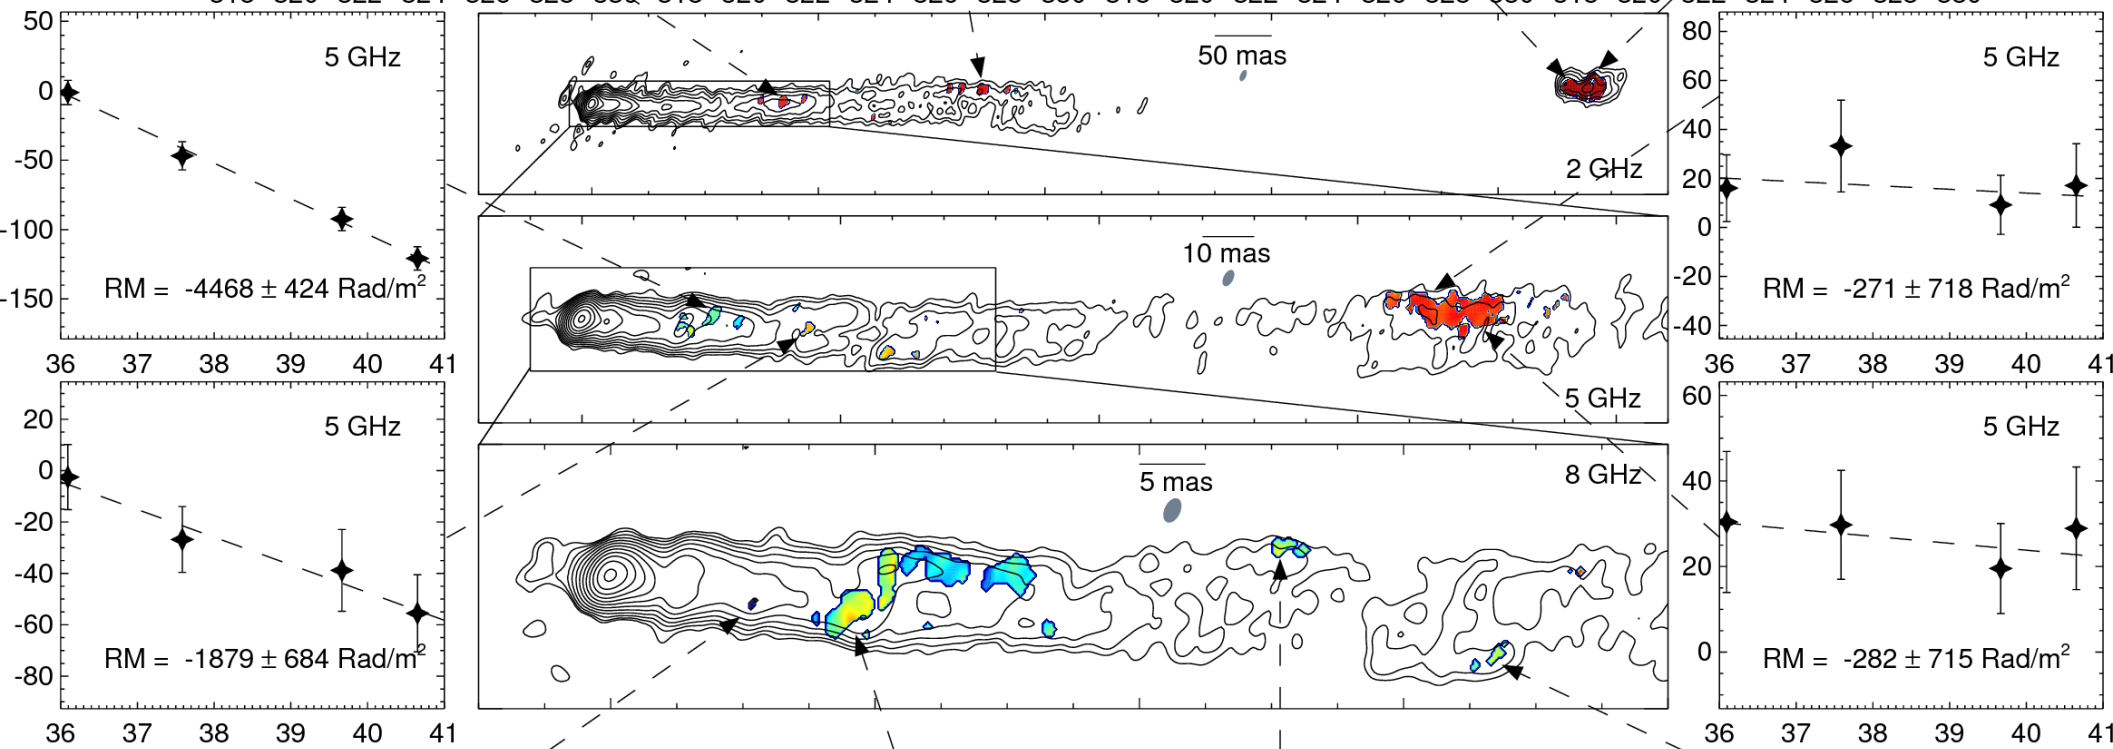 50
0
-50
-100
-150
5 GHz
RM = -4468 ± 424 Rad/m²
36 37 38 39 40 41
20
0
-20
-40
-60
-80
5 GHz
RM = -1879 ± 684 Rad/m²
36 37 38 39 40 41
50 mas
2 GHz
10 mas
5 GHz
5 mas
8 GHz
80
60
40
20
0
-20
-40
5 GHz
RM = -271 ± 718 Rad/m²
36 37 38 39 40 41
60
40
20
0
5 GHz
RM = -282 ± 715 Rad/m²
36 37 38 39 40 41